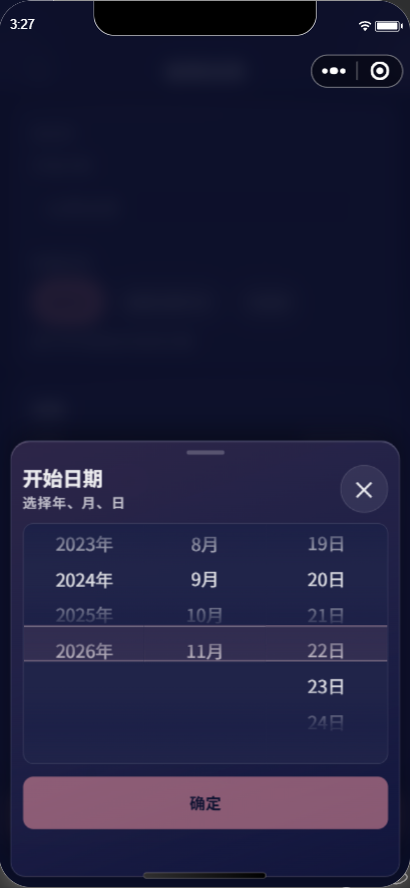 3:27
开始日期
选择年、月、日
2023年 8月 19日
2024年 9月 20日
2025年 10月 21日
2026年 11月 22日
23日
24日
确定